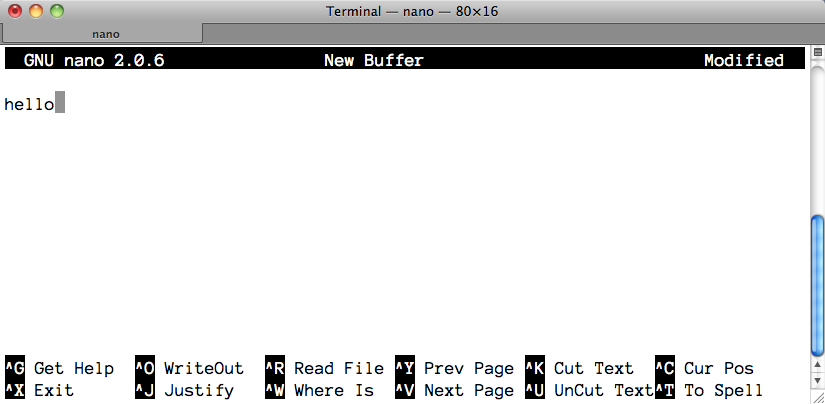 Terminal — nano — 80×16
nano
GNU nano 2.0.6 New Buffer Modified
hello
^G Get Help ^O WriteOut ^R Read File ^Y Prev Page ^K Cut Text ^C Cur Pos
^X Exit ^J Justify ^W Where Is ^V Next Page ^U UnCut Text ^T To Spell